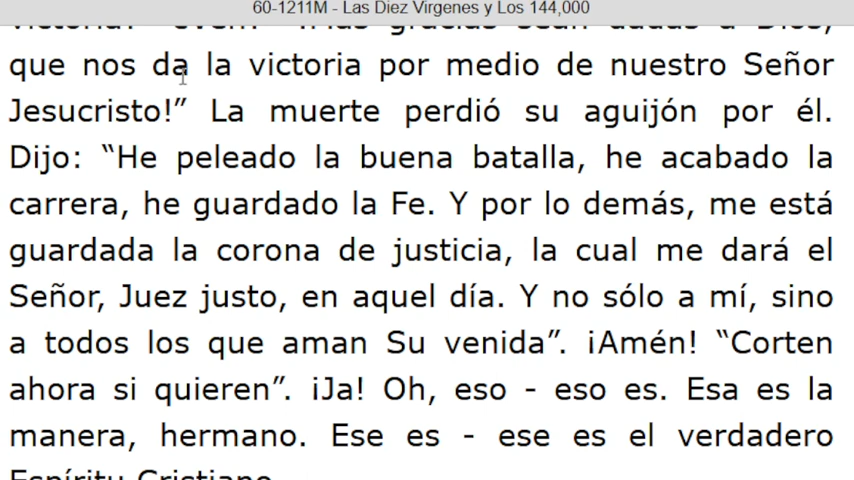 60-1211M - Las Diez Virgenes y Los 144,000
que nos da la victoria por medio de nuestro Señor
Jesucristo!” La muerte perdió su aguijón por él.
Dijo: “He peleado la buena batalla, he acabado la
carrera, he guardado la Fe. Y por lo demás, me está
guardada la corona de justicia, la cual me dará el
Señor, Juez justo, en aquel día. Y no sólo a mí, sino
a todos los que aman Su venida”. ¡Amén! “Corten
ahora si quieren”. ¡Ja! Oh, eso - eso es. Esa es la
manera, hermano. Ese es - ese es el verdadero
Espíritu Cristiano